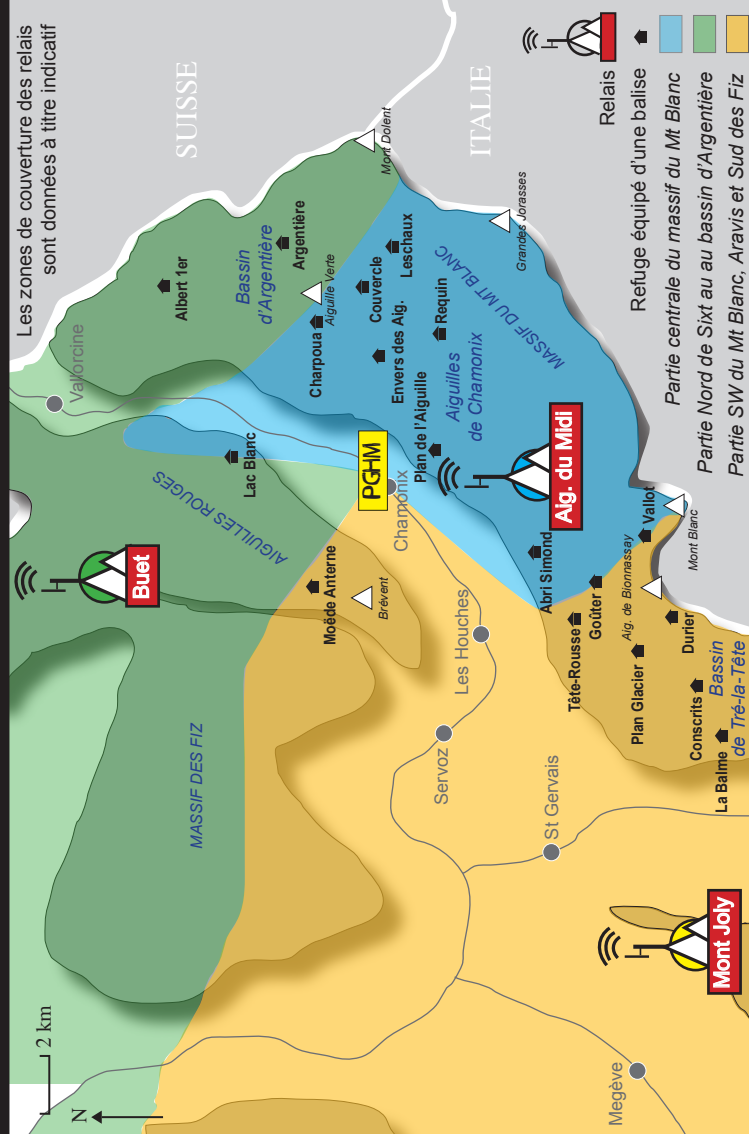 Les zones de couverture des relais
sont données à titre indicatif
2 km
N
SUISSE
ITALIE
Vallorcine
Albert 1er
Bassin
d'Argentière
Argentière
Mont Dolent
Buet
AIGUILLES ROUGES
Lac Blanc
Charpoua
Aiguille Verte
Couvercle
Leschaux
Envers des Aig.
Requin
Grandes Jorasses
MASSIF DU MT BLANC
MASSIF DES FIZ
Moëde Anterne
Brévent
PGHM
Chamonix
Plan de l'Aiguille
Aiguilles
de Chamonix
Aig. du Midi
Les Houches
Servoz
Abri Simond
Tête-Rousse
Goûter
Vallot
Mont Blanc
Aig. de Bionnassay
Plan Glacier
Durier
Conscrits
Bassin
de Tré-la-Tête
La Balme
St Gervais
Mont Joly
Megève
Relais
Refuge équipé d'une balise
Partie centrale du massif du Mt Blanc
Partie Nord de Sixt au au bassin d'Argentière
Partie SW du Mt Blanc, Aravis et Sud des Fiz